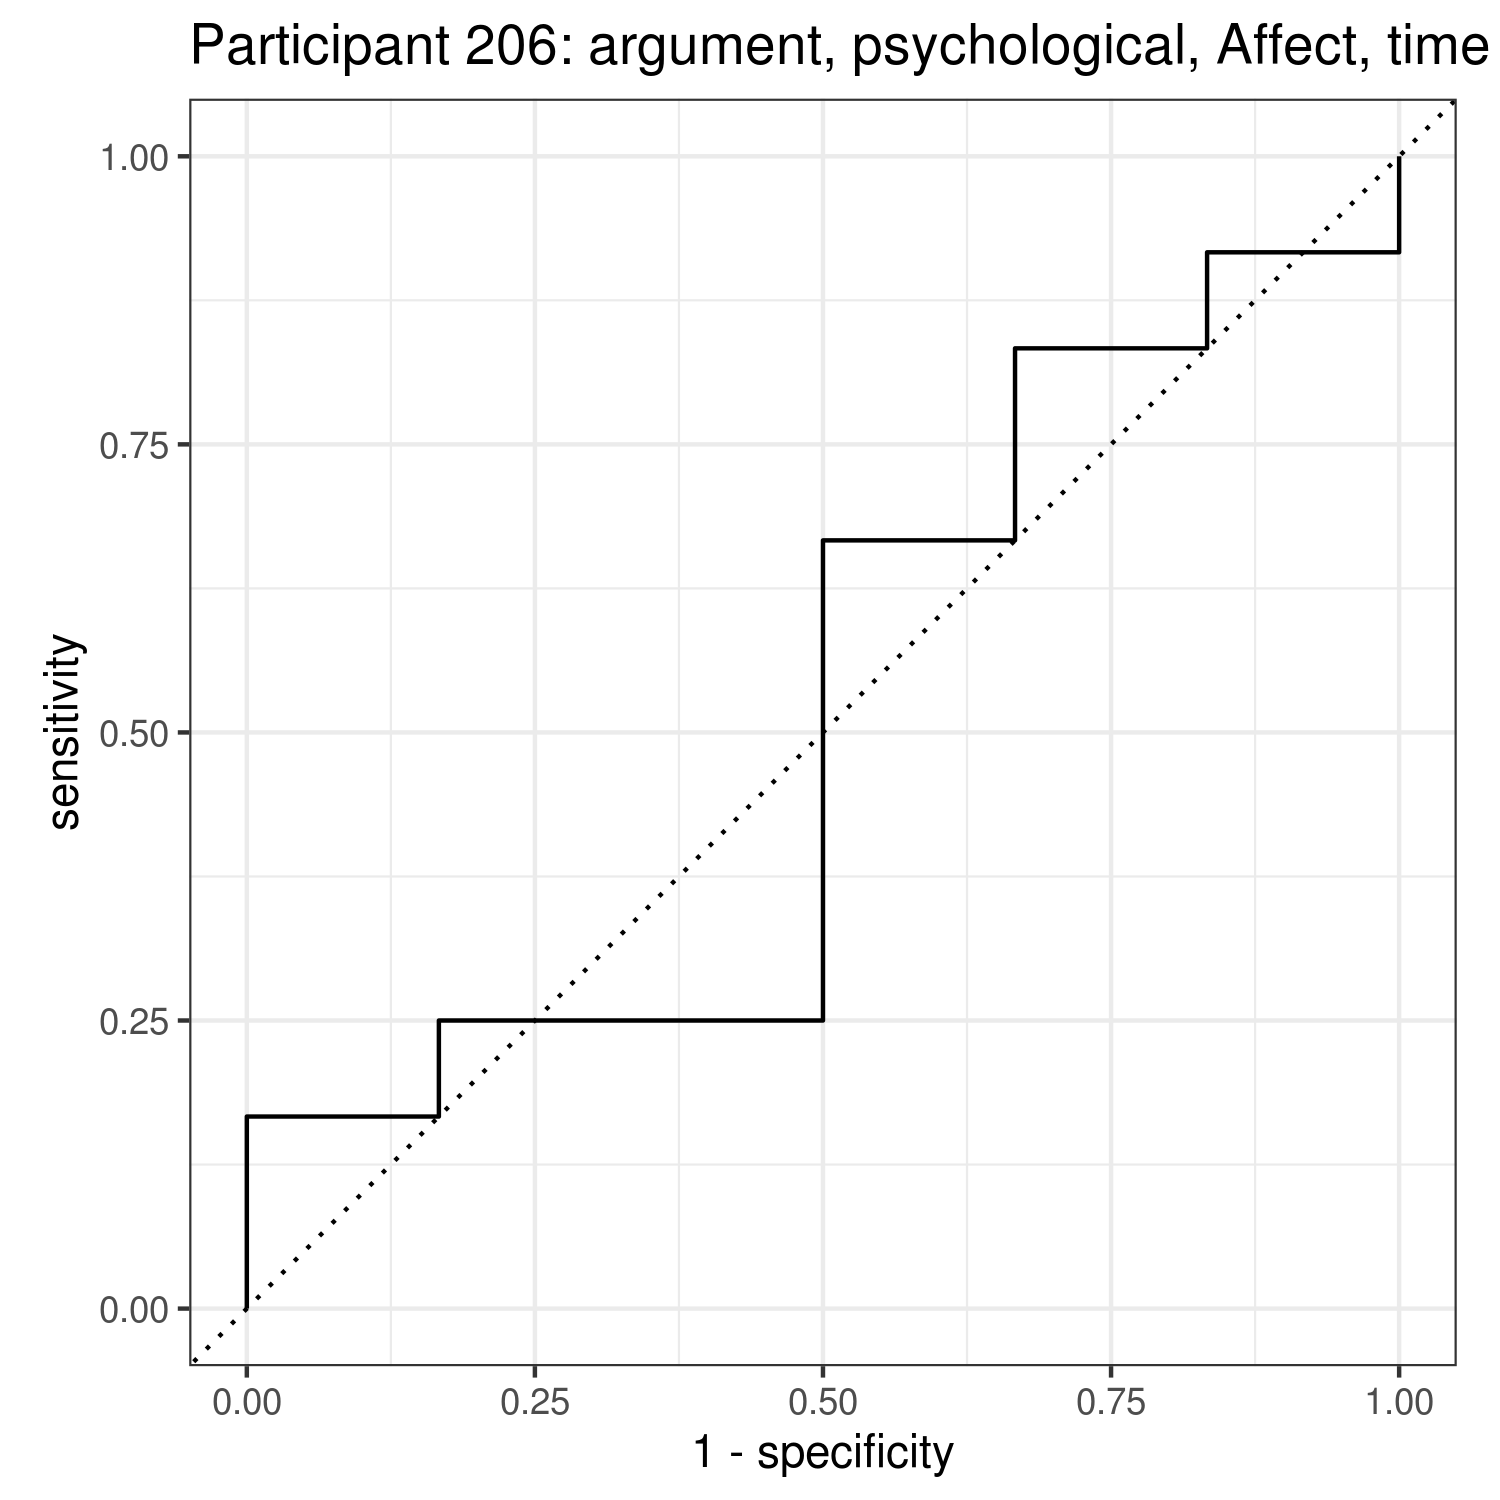 Participant 206: argument, psychological, Affect, time
1.00
0.75
0.50
0.25
0.00
sensitivity
0.00 0.25 0.50 0.75 1.00
1 - specificity